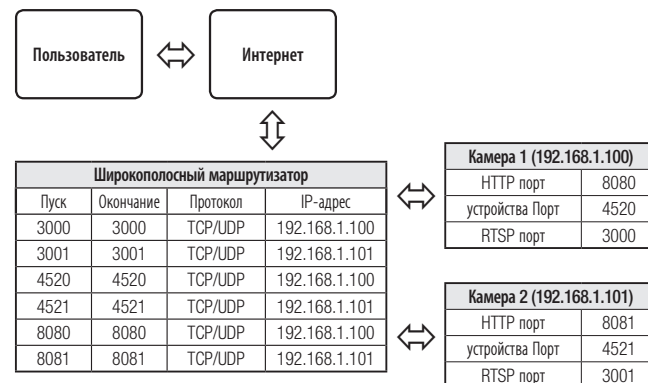 Пользователь
Интернет
Широкополосный маршрутизатор
Пуск Окончание Протокол IP-адрес
3000 3000 TCP/UDP 192.168.1.100
3001 3001 TCP/UDP 192.168.1.101
4520 4520 TCP/UDP 192.168.1.100
4521 4521 TCP/UDP 192.168.1.101
8080 8080 TCP/UDP 192.168.1.100
8081 8081 TCP/UDP 192.168.1.101
Камера 1 (192.168.1.100)
HTTP порт 8080
устройства Порт 4520
RTSP порт 3000
Камера 2 (192.168.1.101)
HTTP порт 8081
устройства Порт 4521
RTSP порт 3001